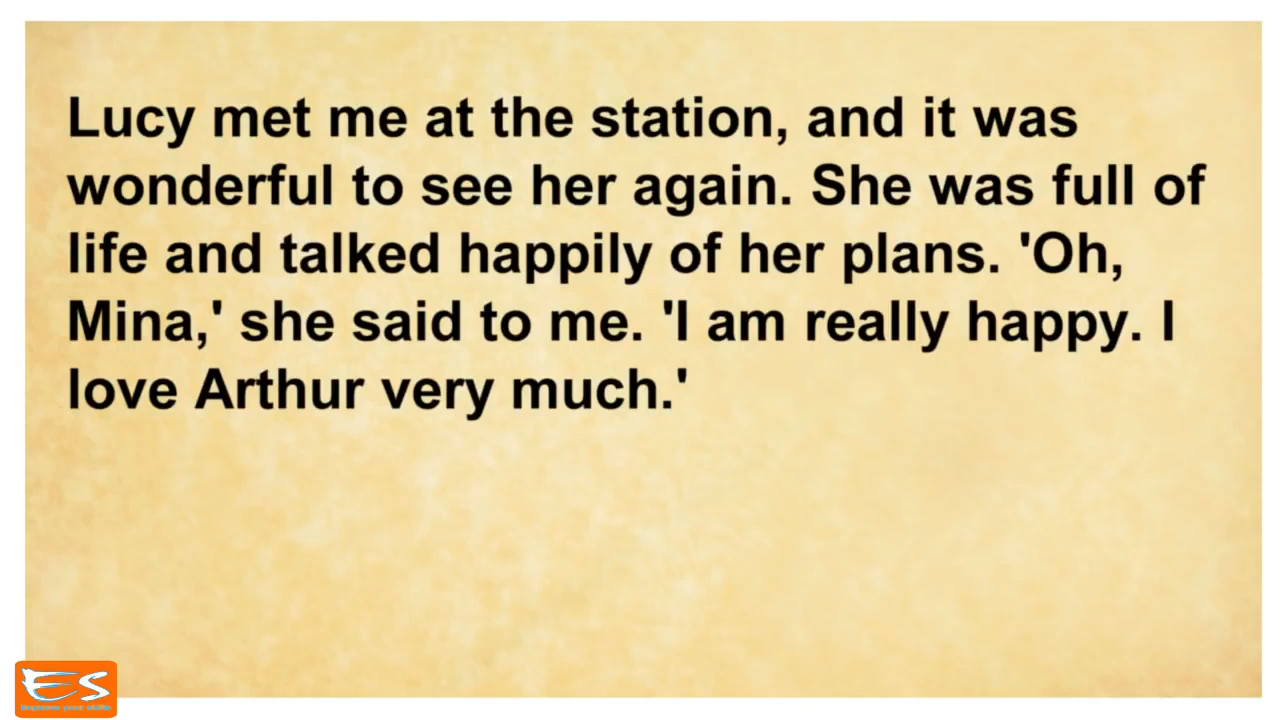 Lucy met me at the station, and it was
wonderful to see her again. She was full of
life and talked happily of her plans. 'Oh,
Mina,' she said to me. 'I am really happy. I
love Arthur very much.'
ES